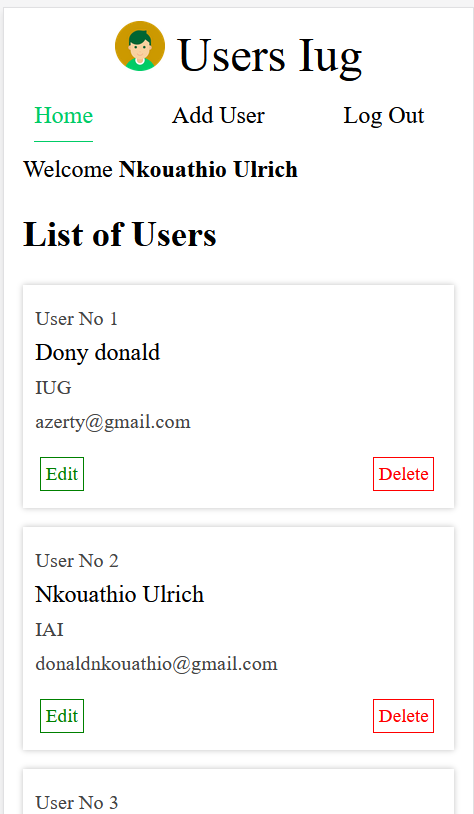 Users Iug
Home Add User Log Out
Welcome Nkouathio Ulrich
List of Users
User No 1
Dony donald
IUG
azerty@gmail.com
Edit Delete
User No 2
Nkouathio Ulrich
IAI
donaldnkouathio@gmail.com
Edit Delete
User No 3